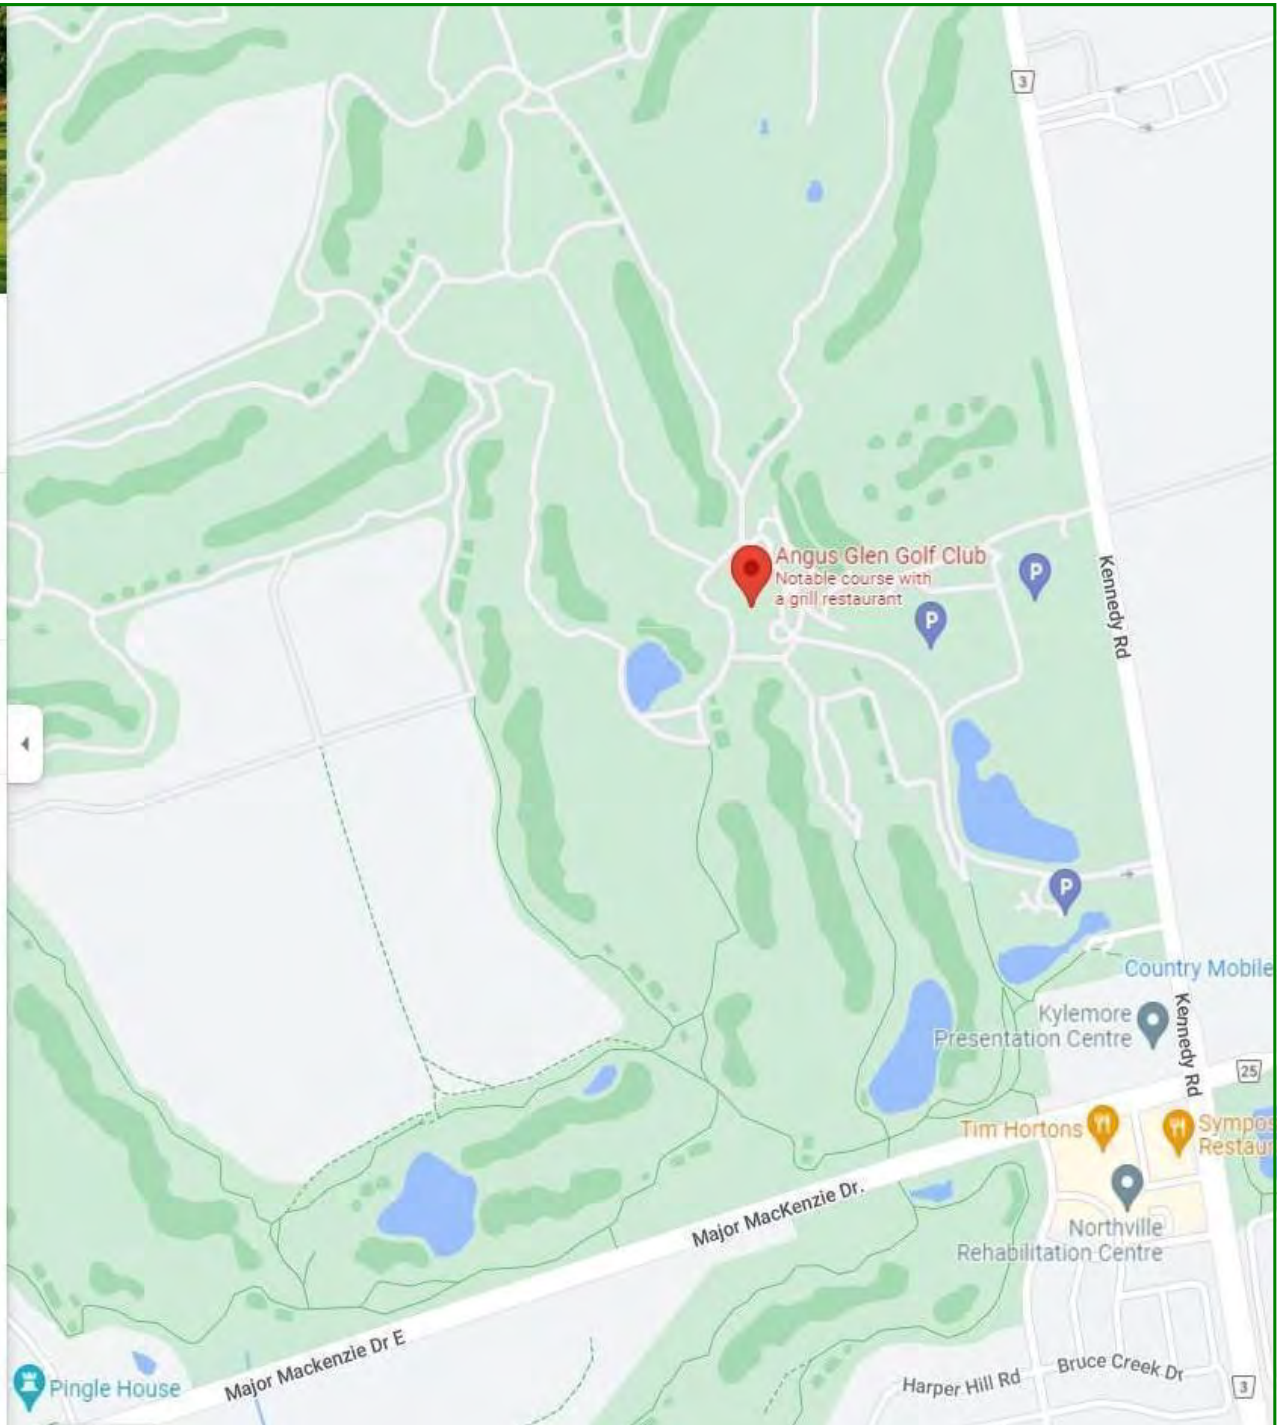 3
Angus Glen Golf Club
Notable course with
a grill restaurant
P
P
Kennedy Rd
P
Country Mobile
Kylemore
Presentation Centre
Kennedy Rd
25
Tim Hortons
Sympos
Restaur
Major MacKenzie Dr.
Northville
Rehabilitation Centre
Major Mackenzie Dr E
Pingle House
Harper Hill Rd
Bruce Creek Dr
3